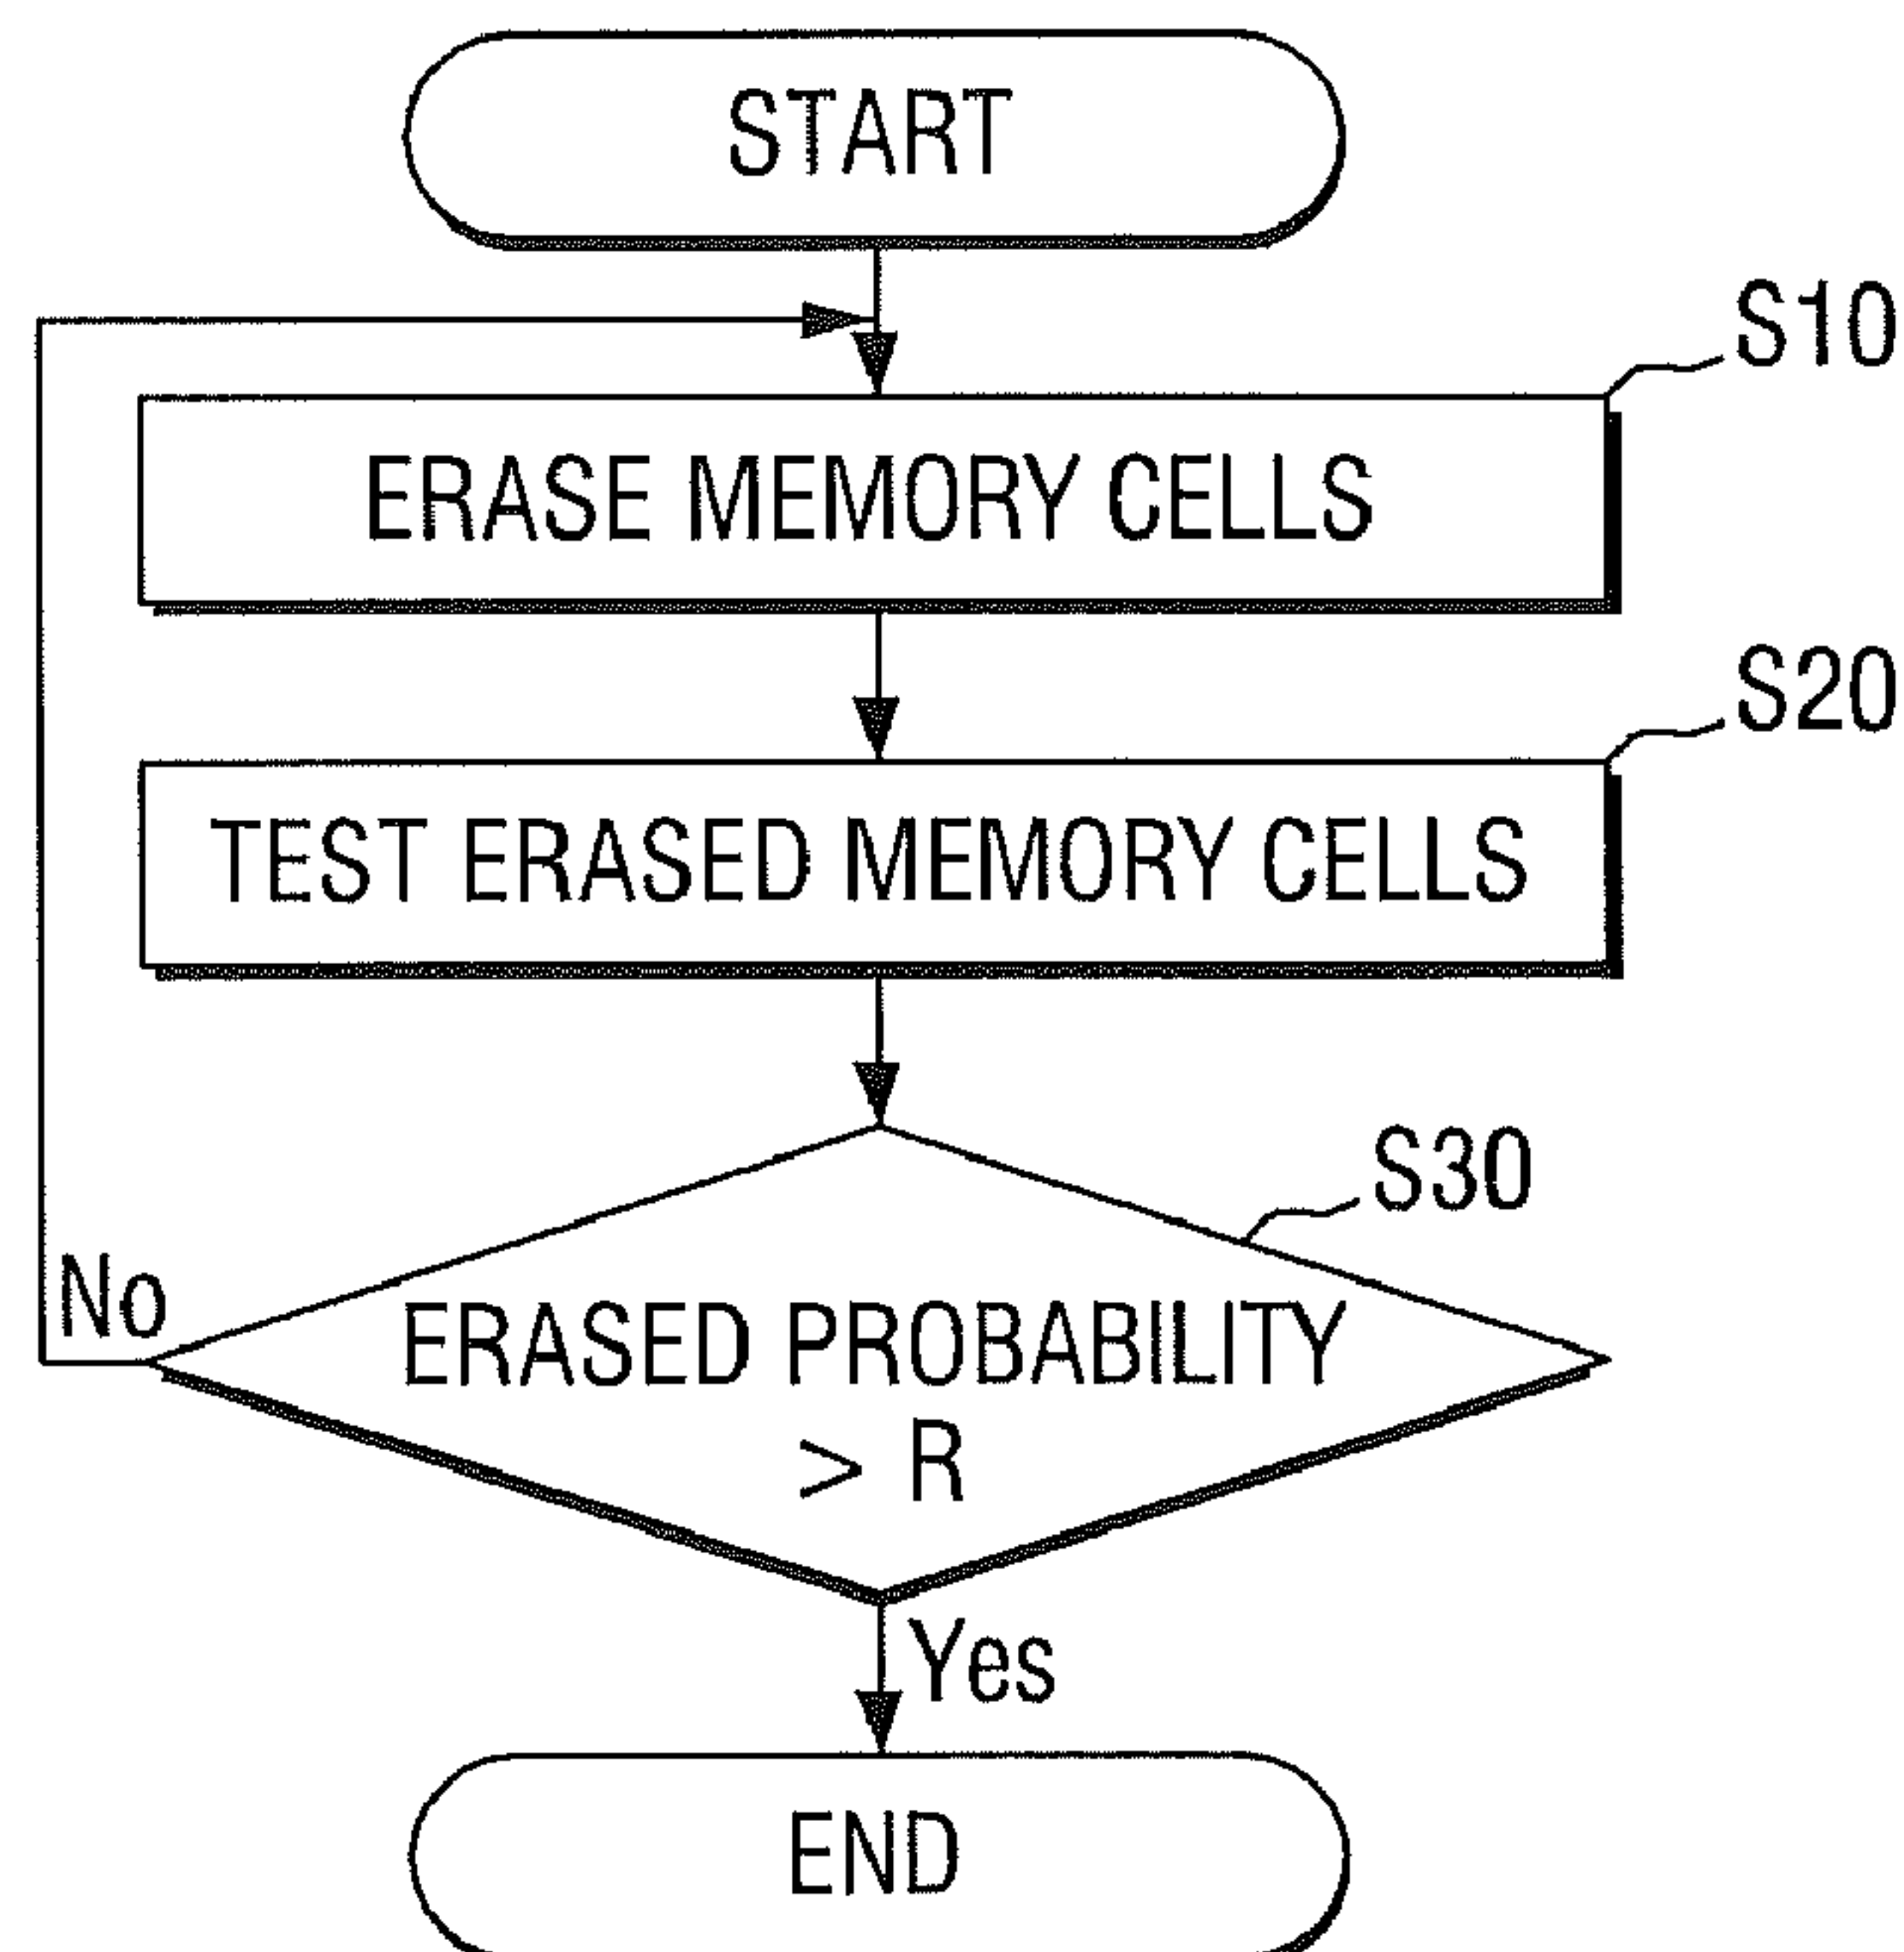 START
S10
ERASE MEMORY CELLS
S20
TEST ERASED MEMORY CELLS
S30
No
ERASED PROBABILITY
> R
Yes
END